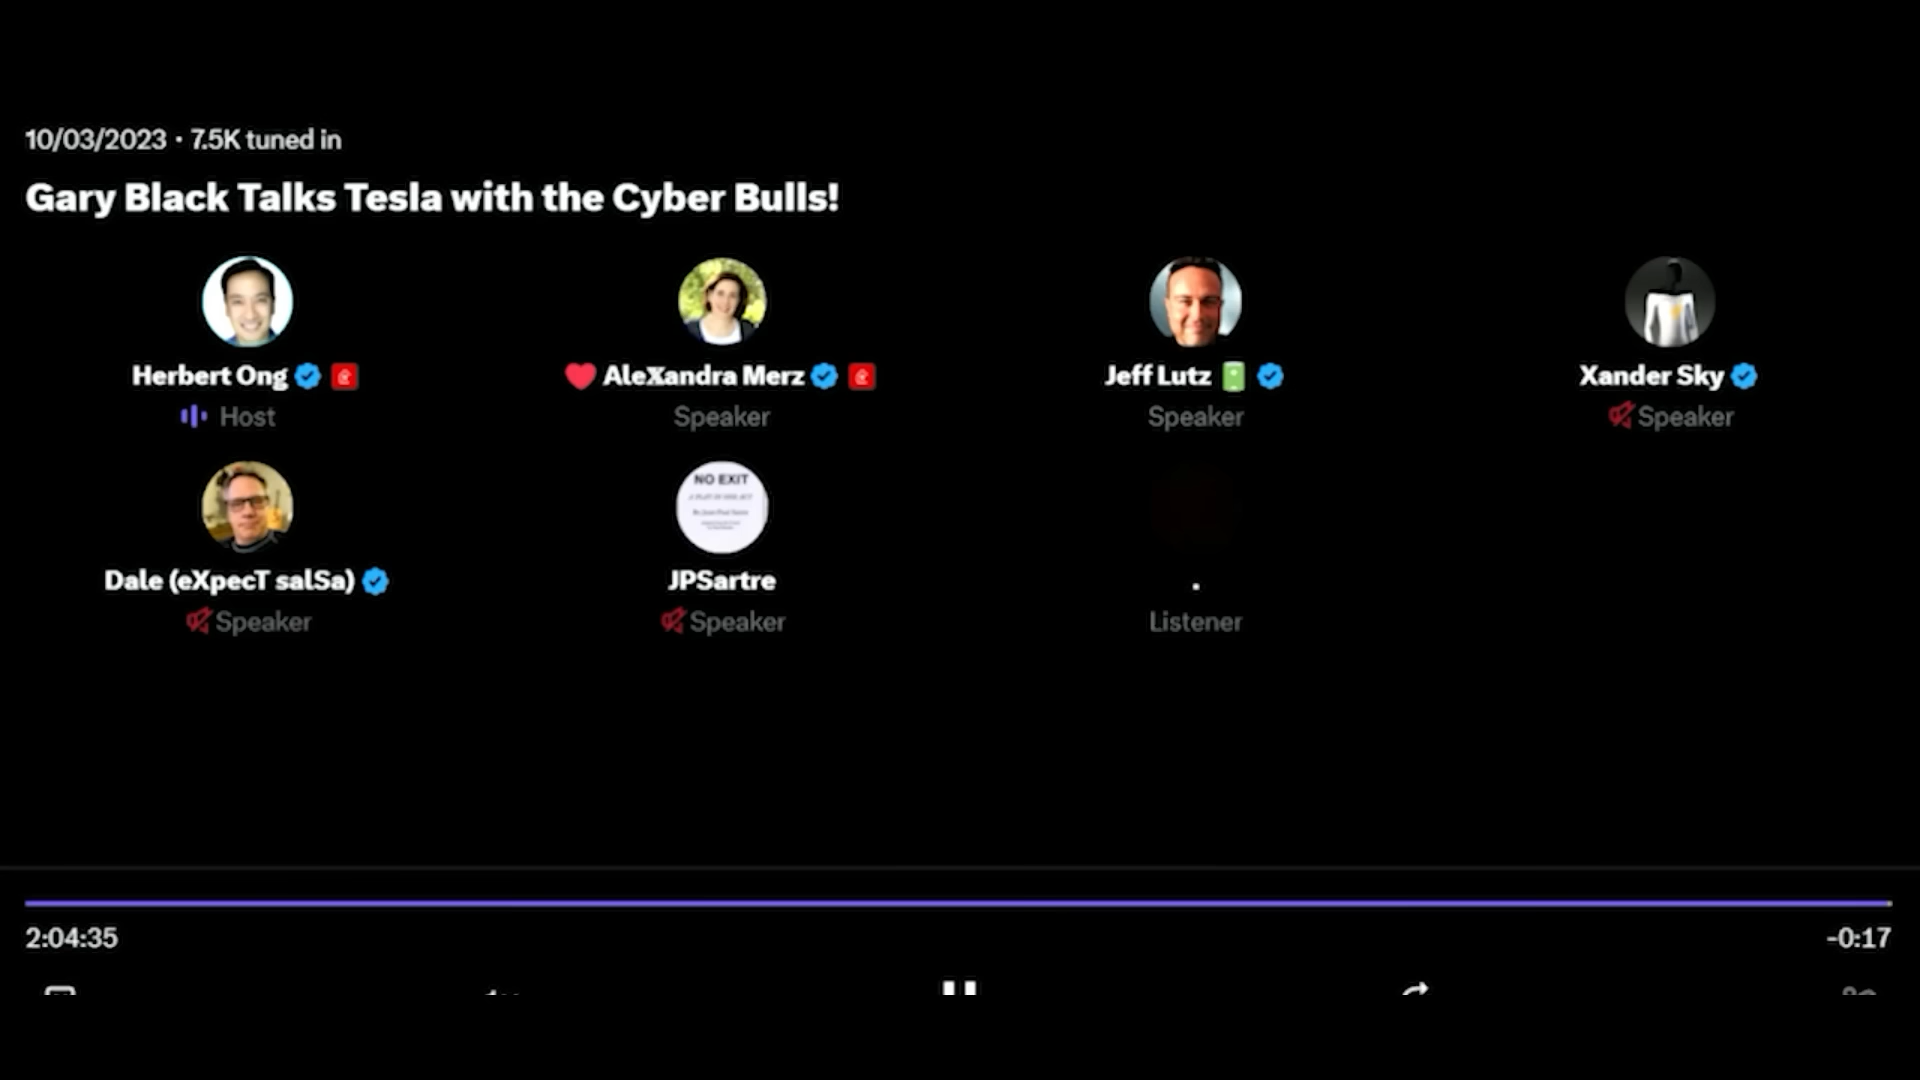 10/03/2023 · 7.5K tuned in
Gary Black Talks Tesla with the Cyber Bulls!
Herbert Ong
Host
❤️ AleXandra Merz
Speaker
Jeff Lutz 🔋
Speaker
Xander Sky
Speaker
NO EXIT
Dale (eXpecT salSa)
Speaker
JPSartre
Speaker
.
Listener
2:04:35
-0:17